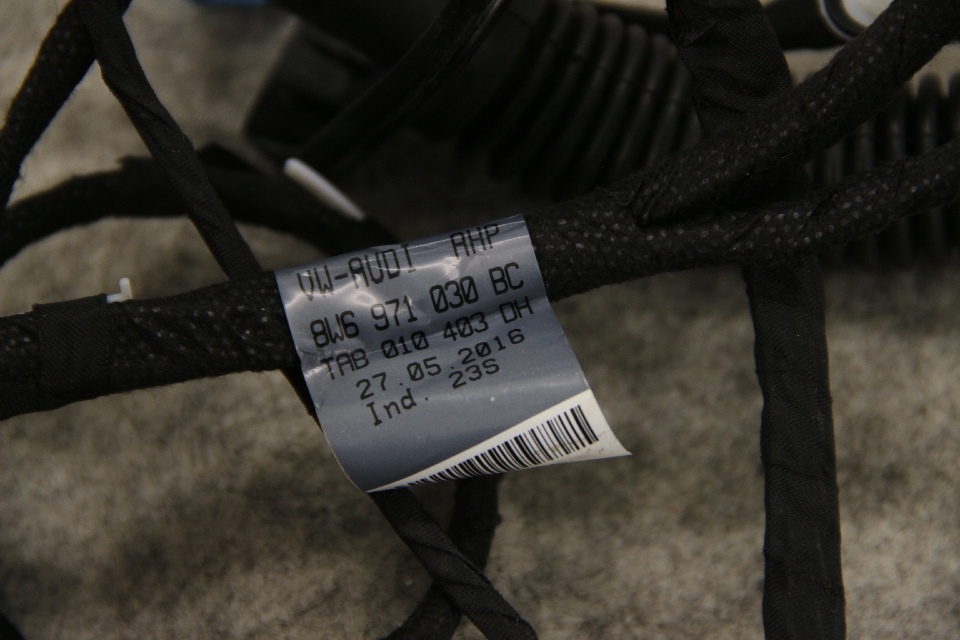 VW-AUDI AHP
8W6 971 030 BC
TAB 010 403 DH
27.05.2016
Ind. 23S